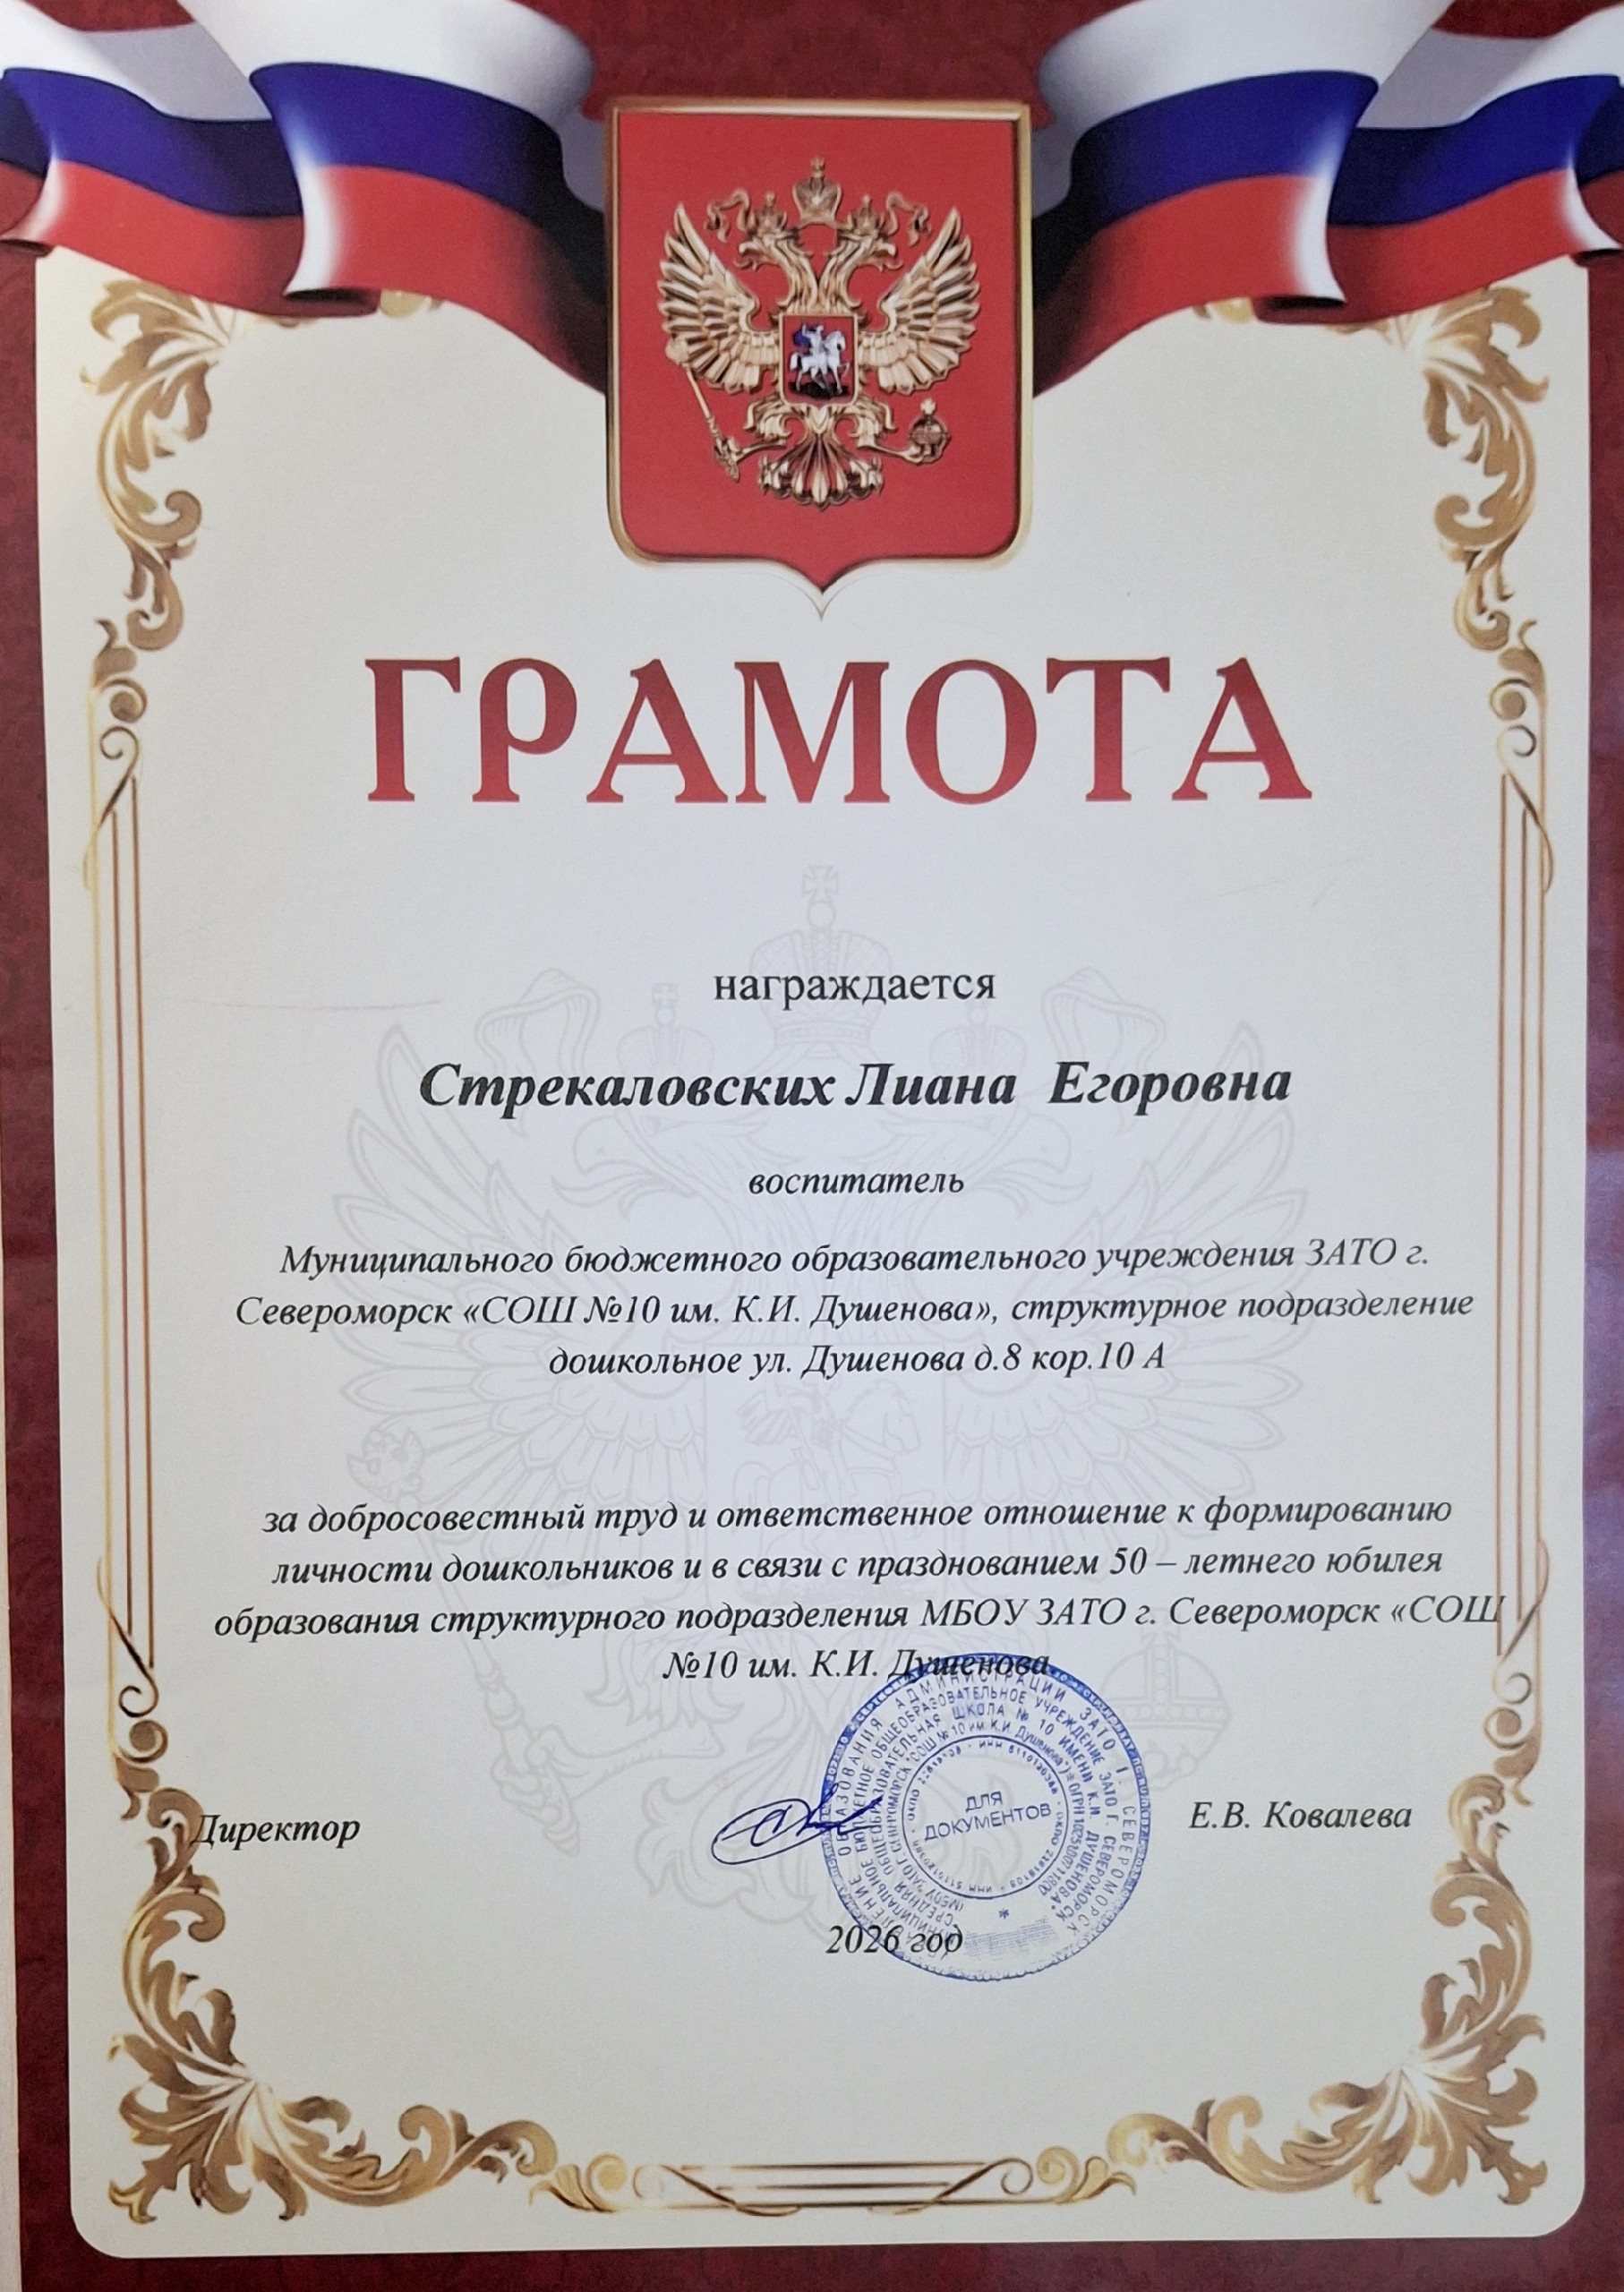 ГРАМОТА
награждается
Стрекаловских Лиана Егоровна
воспитатель
Муниципального бюджетного образовательного учреждения ЗАТО г.
Североморск «СОШ №10 им. К.И. Душенова», структурное подразделение
дошкольное ул. Душенова д.8 кор.10 А
за добросовестный труд и ответственное отношение к формированию
личности дошкольников и в связи с празднованием 50 – летнего юбилея
образования структурного подразделения МБОУ ЗАТО г. Североморск «СОШ
№10 им. К.И. Душенова
Директор
Е.В. Ковалева
ДЛЯ
ДОКУМЕНТОВ
2026 год